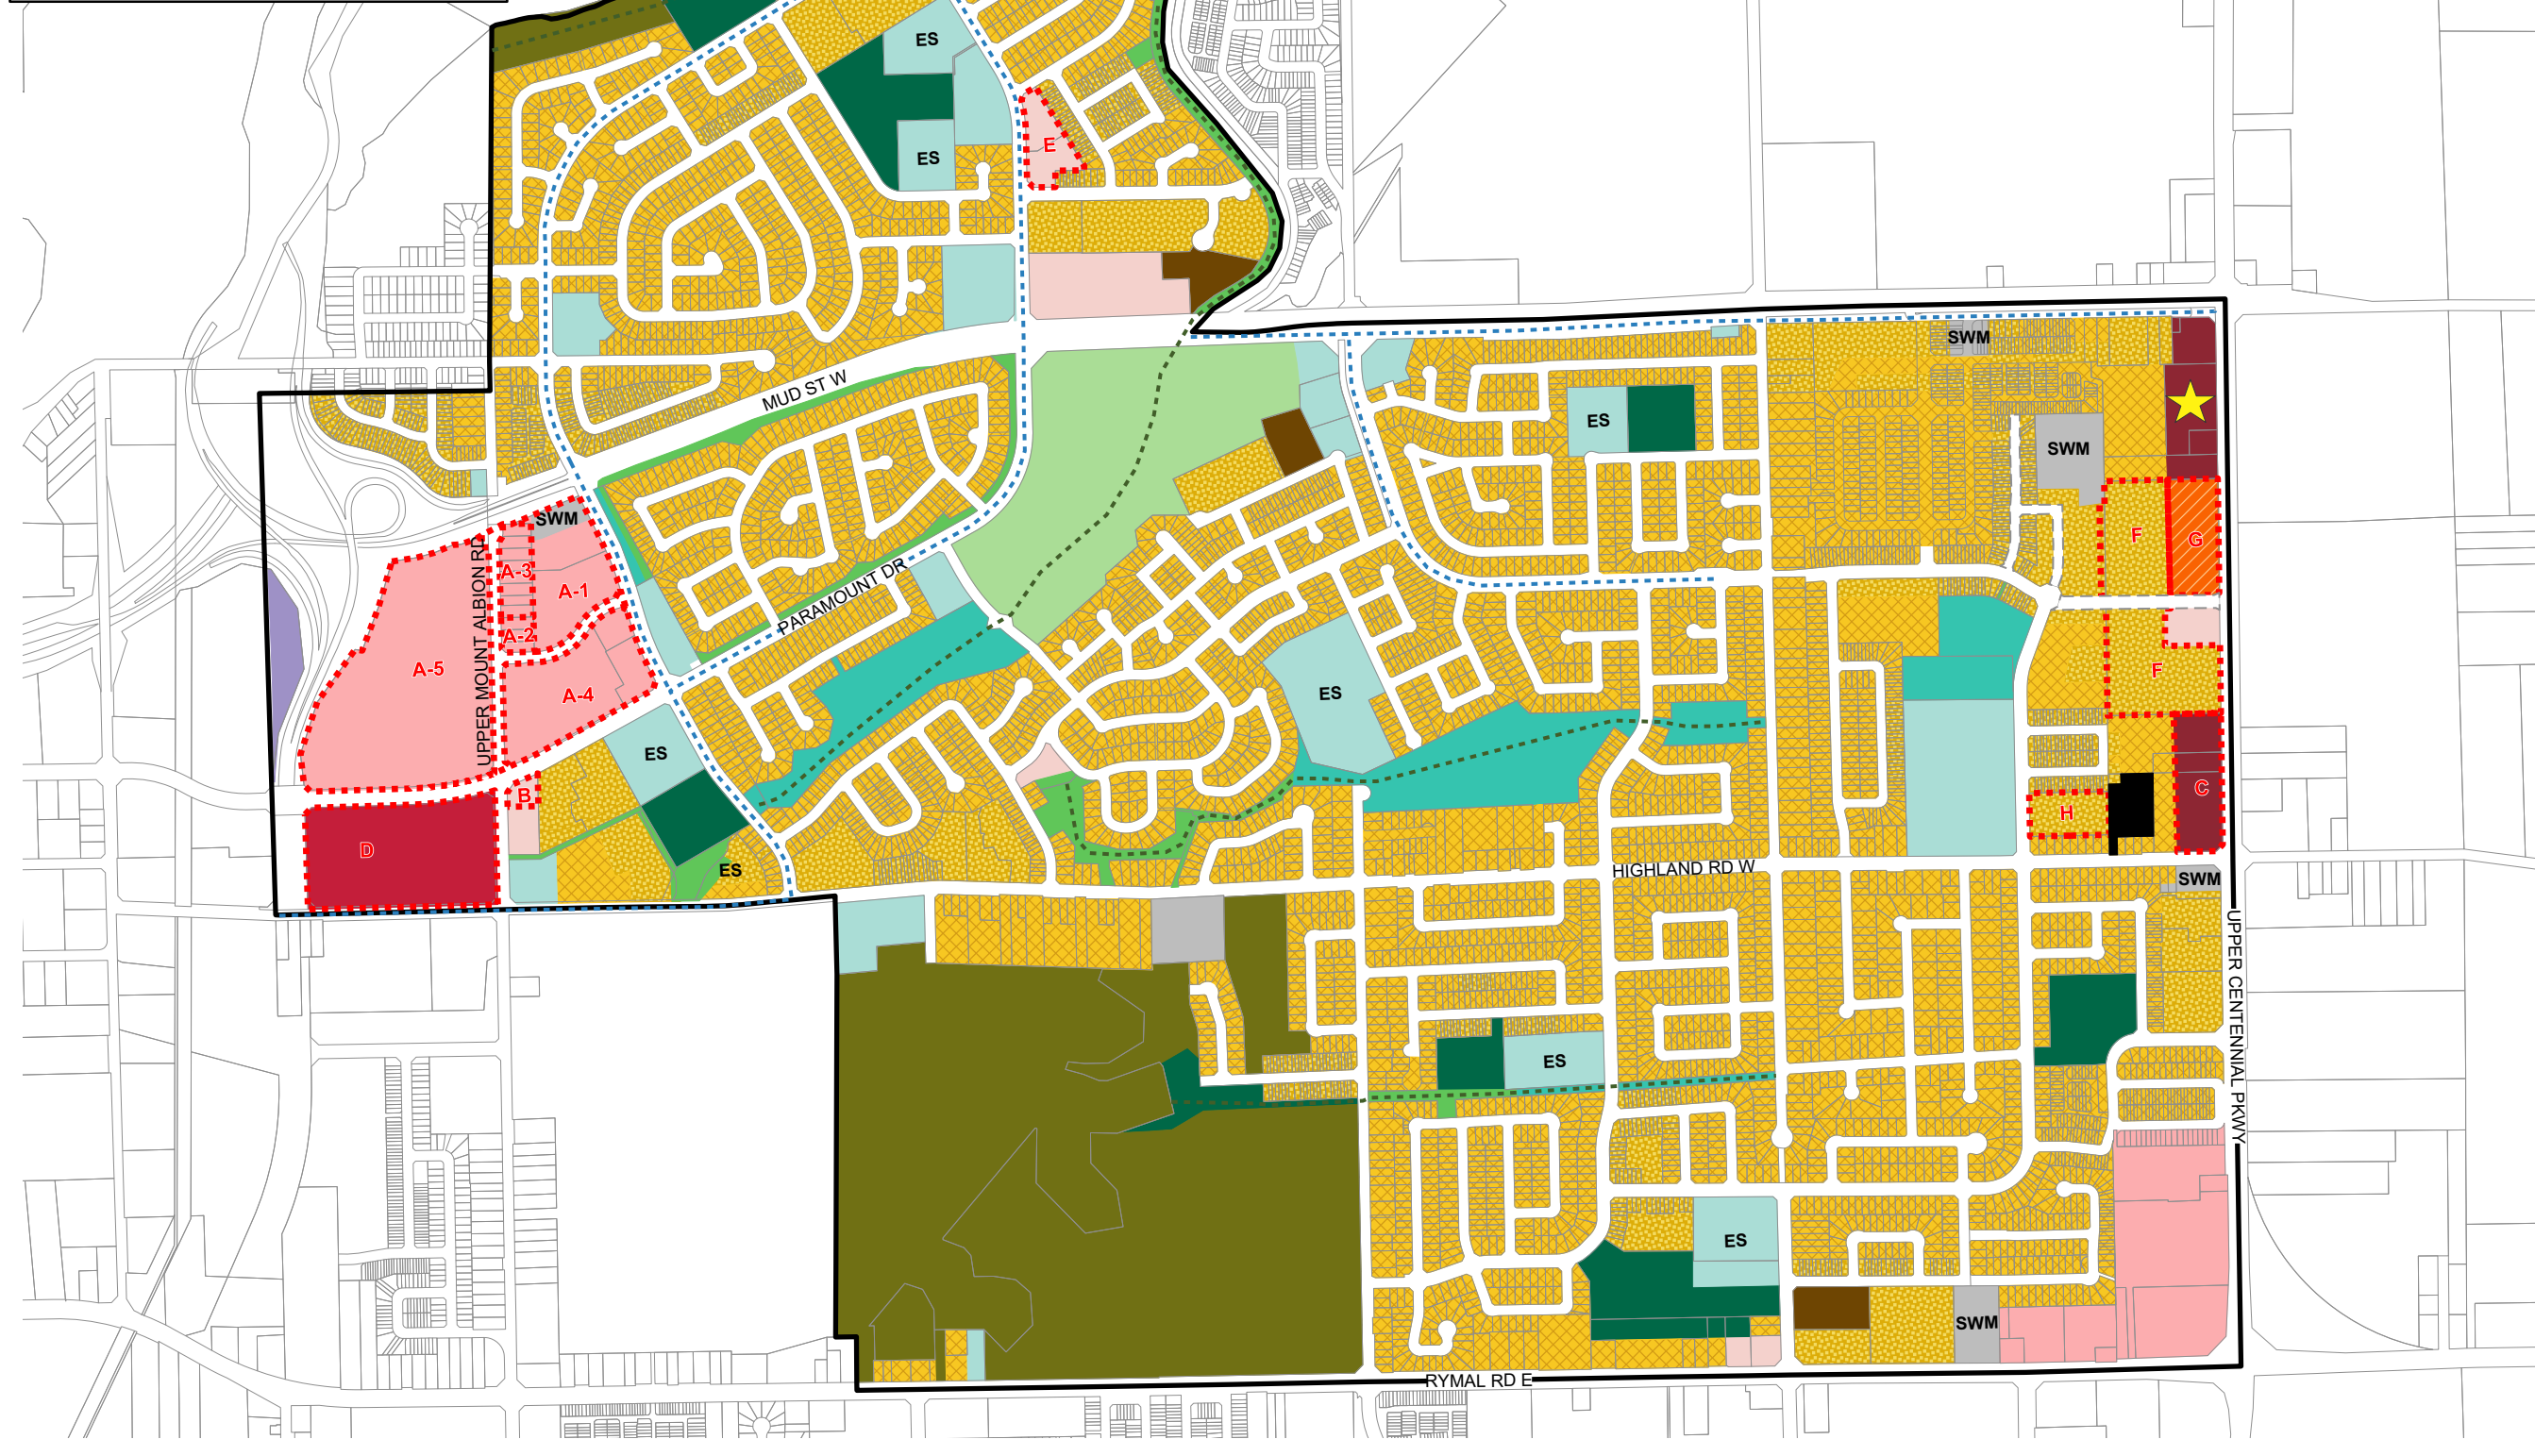 ES
ES
E
SWM
MUD ST W
ES
SWM
SWM
A-3
A-1
F
G
UPPER MOUNT ALBION RD
PARAMOUNT DR
A-2
A-5
A-4
ES
F
ES
B
C
H
D
ES
HIGHLAND RD W
SWM
UPPER CENTENNIAL PKWY
ES
ES
SWM
RYMAL RD E